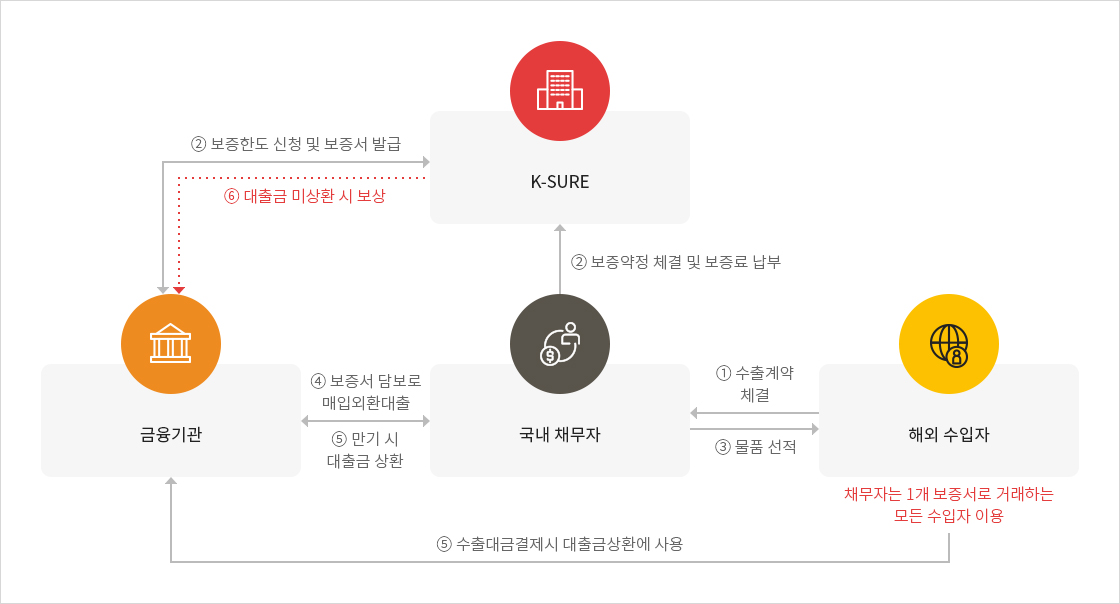 ② 보증한도 신청 및 보증서 발급
⑥ 대출금 미상환 시 보상
K-SURE
② 보증약정 체결 및 보증료 납부
④ 보증서 담보로
매입외환대출
⑤ 만기 시
대출금 상환
① 수출계약
체결
③ 물품 선적
금융기관
국내 채무자
해외 수입자
채무자는 1개 보증서로 거래하는
모든 수입자 이용
⑤ 수출대금결제시 대출금상환에 사용